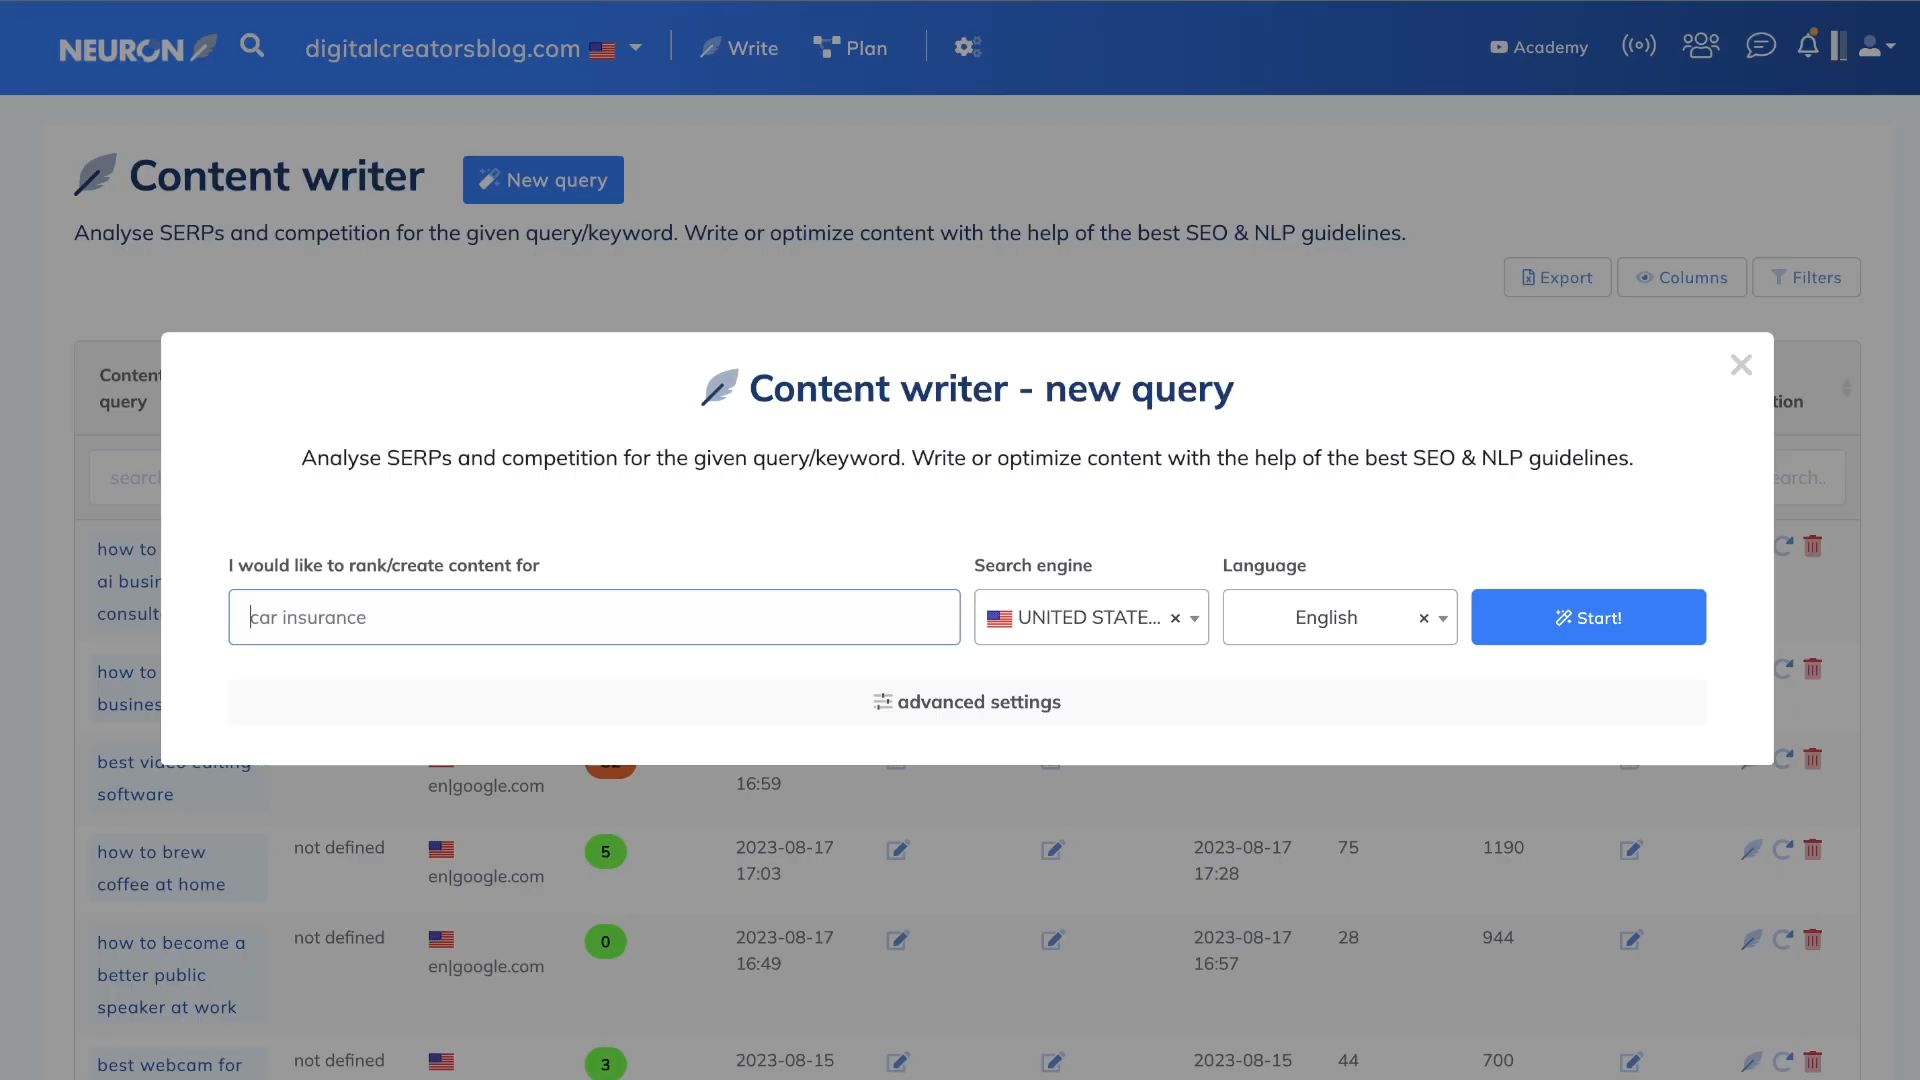 NEURON
digitalcreatorsblog.com
Write
Plan
Academy
Content writer
New query
Analyse SERPs and competition for the given query/keyword. Write or optimize content with the help of the best SEO & NLP guidelines.
Export
Columns
Filters
Content
query
tion
Content writer - new query
Analyse SERPs and competition for the given query/keyword. Write or optimize content with the help of the best SEO & NLP guidelines.
I would like to rank/create content for
Search engine
Language
car insurance
UNITED STATE... ×
English ×
Start!
advanced settings
how to
ai busin
consult
how to
busines
best video editing
software
en|google.com
16:59
how to brew
coffee at home
not defined
en|google.com
5
2023-08-17
17:03
2023-08-17
17:28
75
1190
how to become a
better public
speaker at work
not defined
en|google.com
0
2023-08-17
16:49
2023-08-17
16:57
28
944
best webcam for
not defined
3
2023-08-15
2023-08-15
44
700